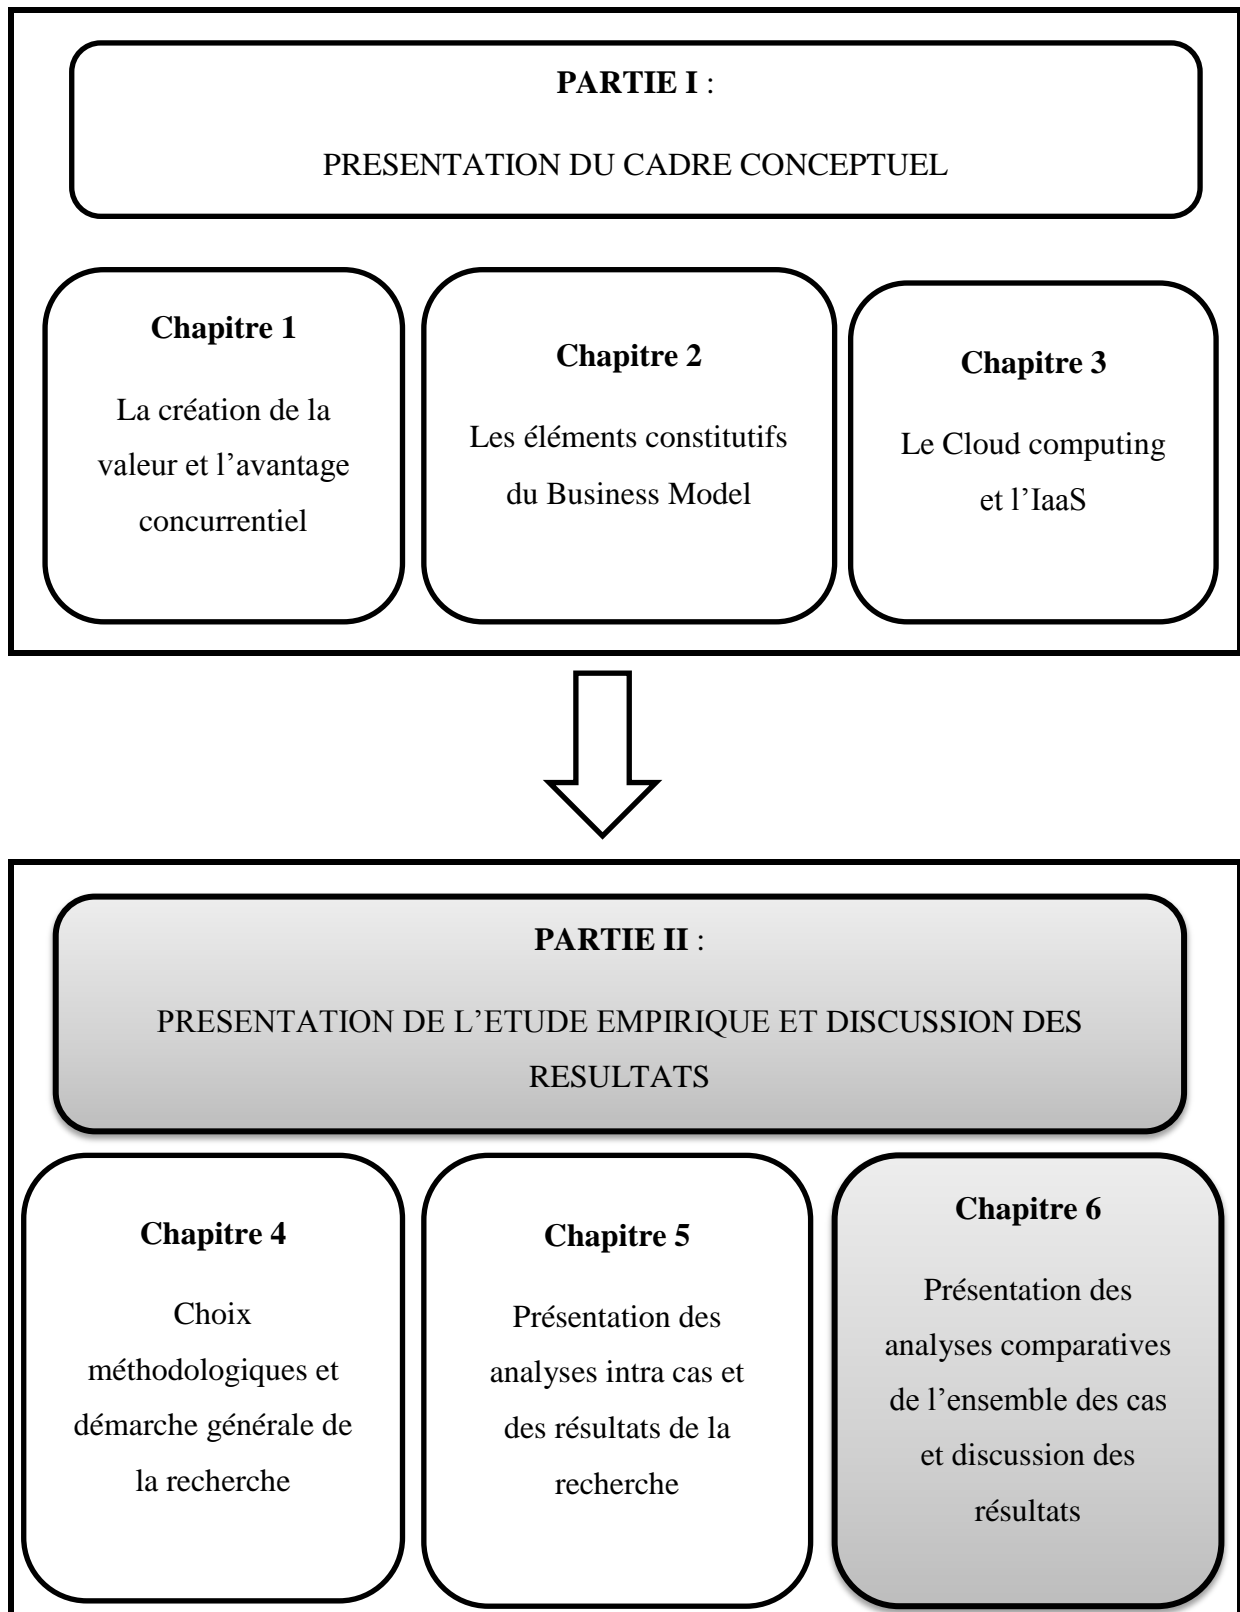 PARTIE I :
PRESENTATION DU CADRE CONCEPTUEL
Chapitre 1
La création de la
valeur et l’avantage
concurrentiel
Chapitre 2
Les éléments constitutifs
du Business Model
Chapitre 3
Le Cloud computing
et l’IaaS
PARTIE II :
PRESENTATION DE L’ETUDE EMPIRIQUE ET DISCUSSION DES
RESULTATS
Chapitre 4
Choix
méthodologiques et
démarche générale de
la recherche
Chapitre 5
Présentation des
analyses intra cas et
des résultats de la
recherche
Chapitre 6
Présentation des
analyses comparatives
de l’ensemble des cas
et discussion des
résultats